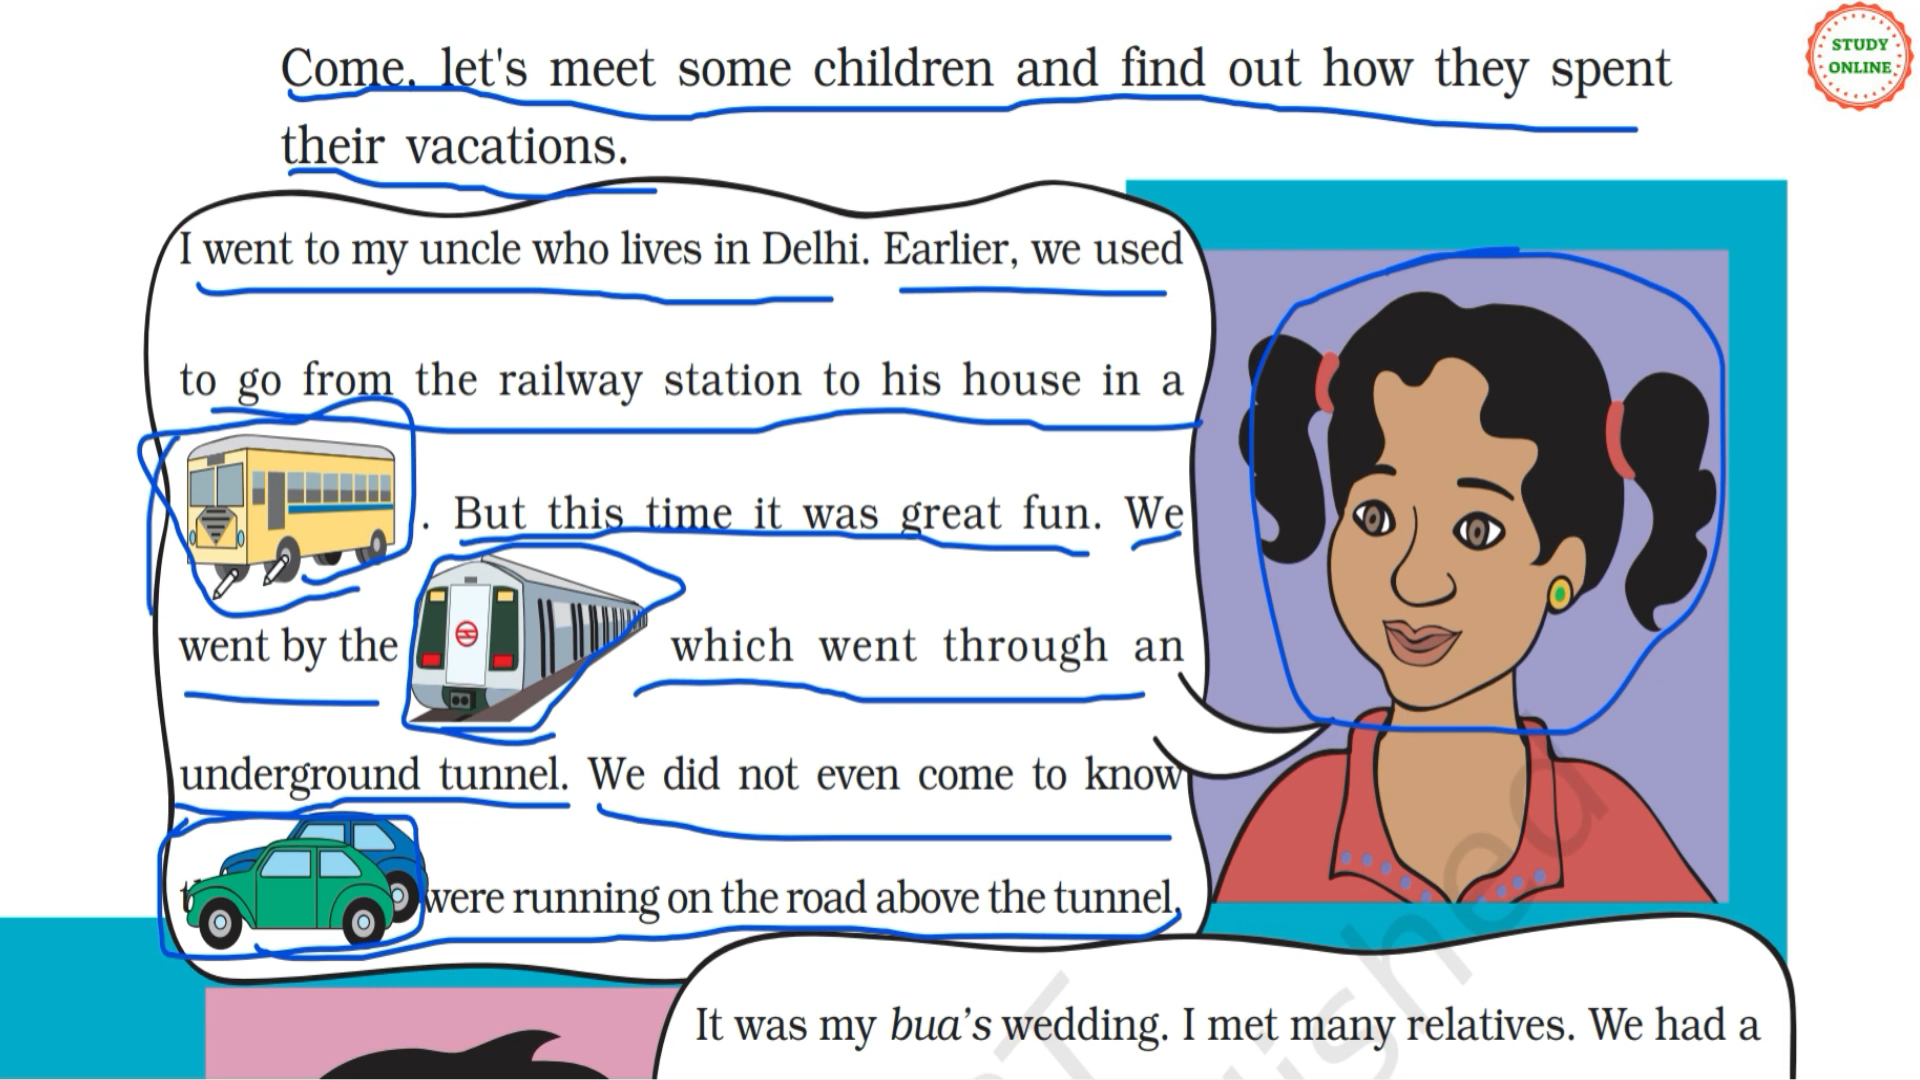 STUDY
ONLINE
Come, let's meet some children and find out how they spent
their vacations.
I went to my uncle who lives in Delhi. Earlier, we used
to go from the railway station to his house in a
. But this time it was great fun. We
went by the
which went through an
underground tunnel. We did not even come to know
were running on the road above the tunnel.
It was my bua's wedding. I met many relatives. We had a